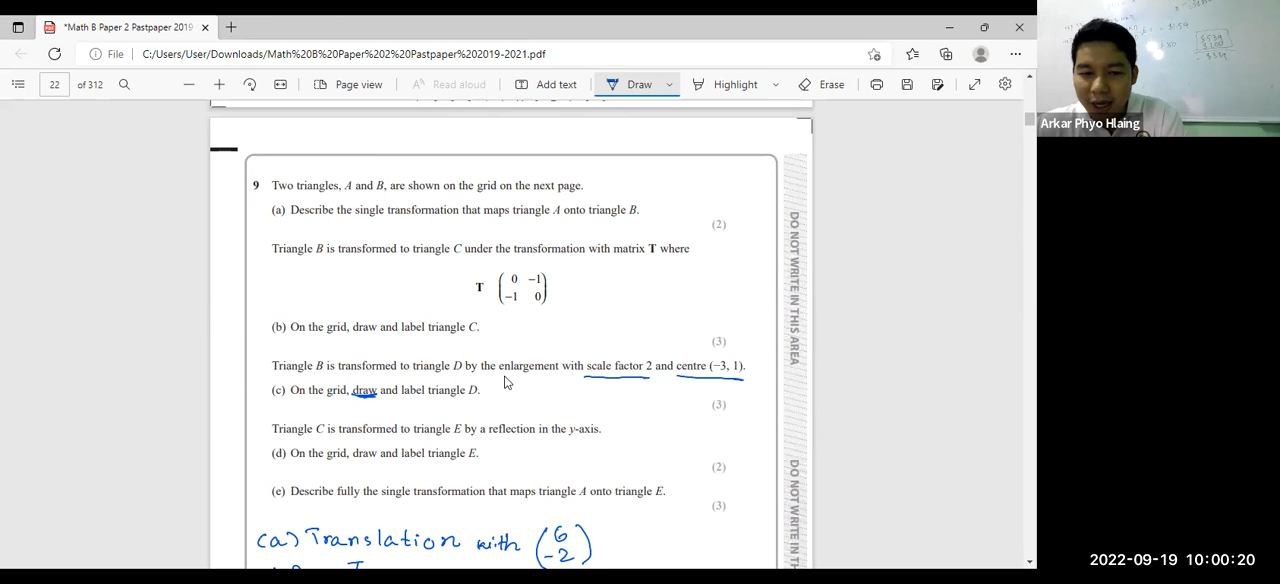 *Math B Paper 2 Pastpaper 2019
File C:/Users/User/Downloads/Math%20B%20Paper%202%20Pastpaper%202019-2021.pdf
22 of 312 Page view Read aloud Add text Draw Highlight Erase
Arkar Phyo Hlaing
9 Two triangles, A and B, are shown on the grid on the next page.
(a) Describe the single transformation that maps triangle A onto triangle B.
(2)
Triangle B is transformed to triangle C under the transformation with matrix T where
T ( 0 −1
−1 0 )
(b) On the grid, draw and label triangle C.
(3)
Triangle B is transformed to triangle D by the enlargement with scale factor 2 and centre (−3, 1).
(c) On the grid, draw and label triangle D.
(3)
Triangle C is transformed to triangle E by a reflection in the y-axis.
(d) On the grid, draw and label triangle E.
(2)
(e) Describe fully the single transformation that maps triangle A onto triangle E.
(3)
(a) Translation with ( 6
−2 )
DO NOT WRITE IN THIS AREA
DO NOT WRITE IN TH
2022-09-19 10:00:20